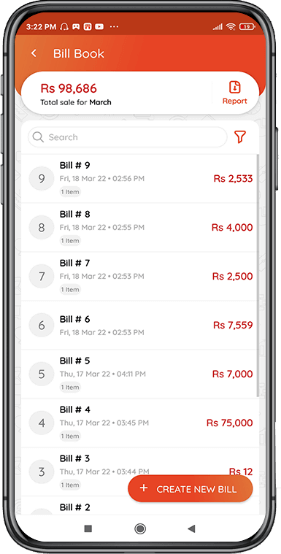 3:22 PM
19
Bill Book
Rs 98,686
Total sale for March
Report
Search
9
Bill # 9
Fri, 18 Mar 22 • 02:56 PM
1 Item
Rs 2,533
8
Bill # 8
Fri, 18 Mar 22 • 02:55 PM
1 Item
Rs 4,000
7
Bill # 7
Fri, 18 Mar 22 • 02:53 PM
1 Item
Rs 2,500
6
Bill # 6
Fri, 18 Mar 22 • 02:53 PM
Rs 7,559
5
Bill # 5
Thu, 17 Mar 22 • 04:11 PM
1 Item
Rs 7,000
4
Bill # 4
Thu, 17 Mar 22 • 03:45 PM
1 Item
Rs 75,000
3
Bill # 3
Thu, 17 Mar 22 • 03:44 PM
1 Item
Rs 12
+ CREATE NEW BILL
Bill # 2